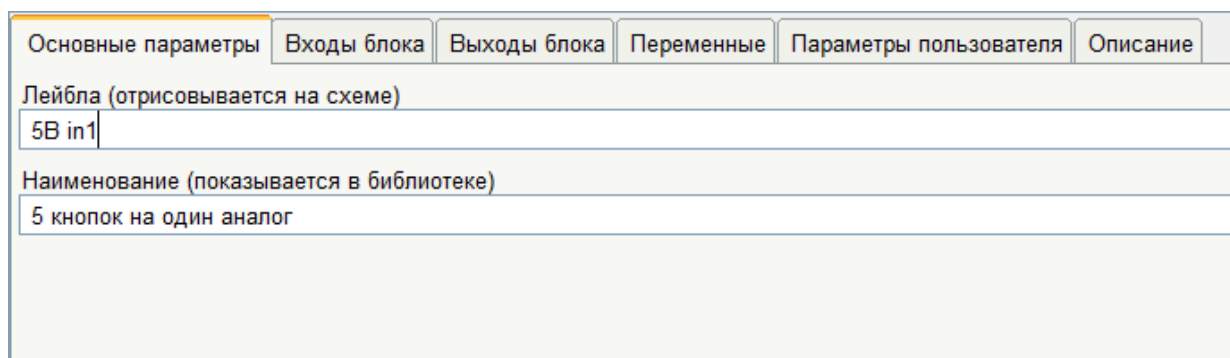 Основные параметры Входы блока Выходы блока Переменные Параметры пользователя Описание
Лейбла (отрисовывается на схеме)
5B in1
Наименование (показывается в библиотеке)
5 кнопок на один аналог